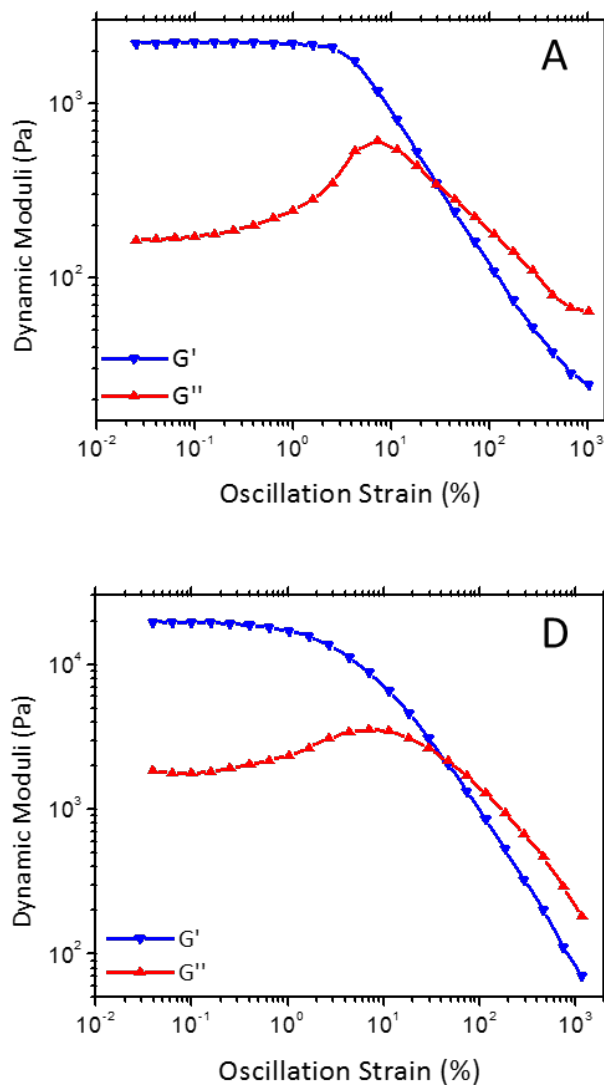 A
Dynamic Moduli (Pa)
10³
10²
G'
G''
10⁻² 10⁻¹ 10⁰ 10¹ 10² 10³
Oscillation Strain (%)
D
Dynamic Moduli (Pa)
10⁴
10³
10²
G'
G''
10⁻² 10⁻¹ 10⁰ 10¹ 10² 10³
Oscillation Strain (%)